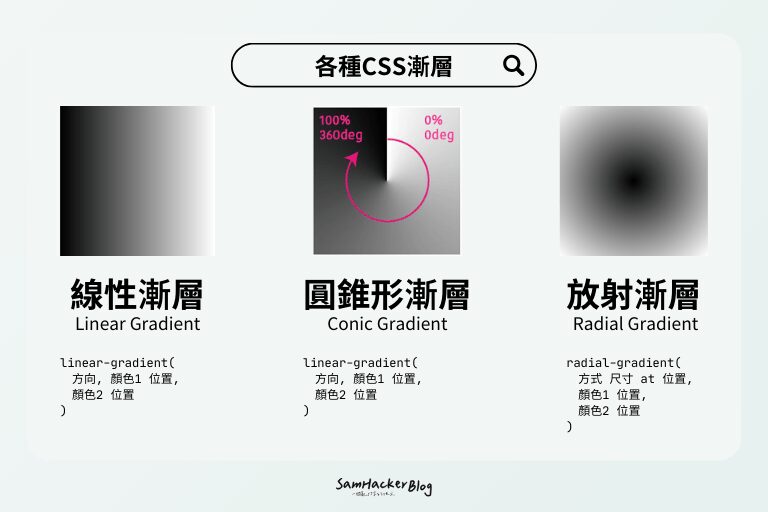 各種CSS漸層
100%
360deg
0%
0deg
線性漸層
Linear Gradient
linear-gradient(
方向, 顏色1 位置,
顏色2 位置
)
圓錐形漸層
Conic Gradient
linear-gradient(
方向, 顏色1 位置,
顏色2 位置
)
放射漸層
Radial Gradient
radial-gradient(
方式 尺寸 at 位置,
顏色1 位置,
顏色2 位置
)
SamHackerBlog